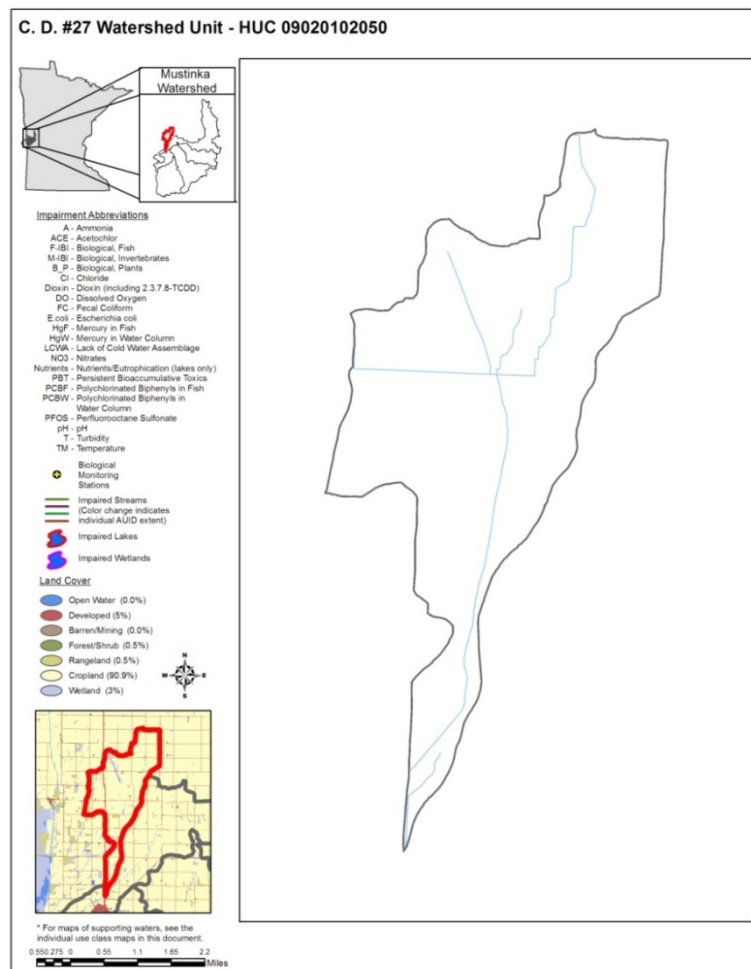 C. D. #27 Watershed Unit - HUC 09020102050
Mustinka
Watershed
Impairment Abbreviations
A - Ammonia
ACE - Acetochlor
F-IBI - Biological, Fish
M-IBI - Biological, Invertebrates
B_P - Biological, Plants
Cl - Chloride
Dioxin - Dioxin (including 2.3.7.8-TCDD)
DO - Dissolved Oxygen
FC - Fecal Coliform
E.coli - Escherichia coli
HgF - Mercury in Fish
HgW - Mercury in Water Column
LCWA - Lack of Cold Water Assemblage
NO3 - Nitrates
Nutrients - Nutrients/Eutrophication (lakes only)
PBT - Persistent Bioaccumulative Toxics
PCBF - Polychlorinated Biphenyls in Fish
PCBW - Polychlorinated Biphenyls in
Water Column
PFOS - Perfluorooctane Sulfonate
pH - pH
T - Turbidity
TM - Temperature
Biological
Monitoring
Stations
Impaired Streams
(Color change indicates
individual AUID extent)
Impaired Lakes
Impaired Wetlands
Land Cover
Open Water (0.0%)
Developed (5%)
Barren/Mining (0.0%)
Forest/Shrub (0.5%)
Rangeland (0.5%)
Cropland (90.9%)
Wetland (3%)
N
W E
S
* For maps of supporting waters, see the
individual use class maps in this document.
0.55 0.275 0 0.55 1.1 1.65 2.2
Miles